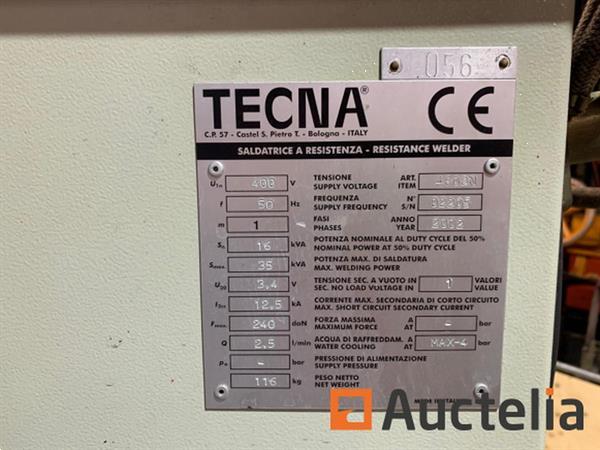 056
TECNA® CE
C.P. 57 - Castel S. Pietro T. - Bologna - ITALY
SALDATRICE A RESISTENZA - RESISTANCE WELDER
U1n 400 V TENSIONE SUPPLY VOLTAGE ART. ITEM
f 50 Hz FREQUENZA SUPPLY FREQUENCY N° S/N
m 1 FASI PHASES ANNO YEAR 2002
Sn 16 kVA POTENZA NOMINALE AL DUTY CYCLE DEL 50% NOMINAL POWER AT 50% DUTY CYCLE
Smax. 35 kVA POTENZA MAX. DI SALDATURA MAX. WELDING POWER
U20 3,4 V TENSIONE SEC. A VUOTO IN SEC. NO LOAD VOLTAGE IN 1 VALORI VALUE
I2cc 12,5 kA CORRENTE MAX. SECONDARIA DI CORTO CIRCUITO MAX. SHORT CIRCUIT SECONDARY CURRENT
Fmax. 240 daN FORZA MASSIMA MAXIMUM FORCE A AT - bar
Q 2,5 l/min ACQUA DI RAFFREDDAM. WATER COOLING A AT MAX-4 bar
- bar PRESSIONE DI ALIMENTAZIONE SUPPLY PRESSURE
116 kg PESO NETTO NET WEIGHT
MADE IN ITALY
Auctelia